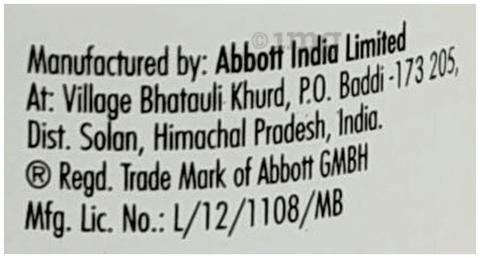 ©1mg
Manufactured by: Abbott India Limited
At: Village Bhatauli Khurd, P.O. Baddi -173 205,
Dist. Solan, Himachal Pradesh, India.
® Regd. Trade Mark of Abbott GMBH
Mfg. Lic. No.: L/12/1108/MB